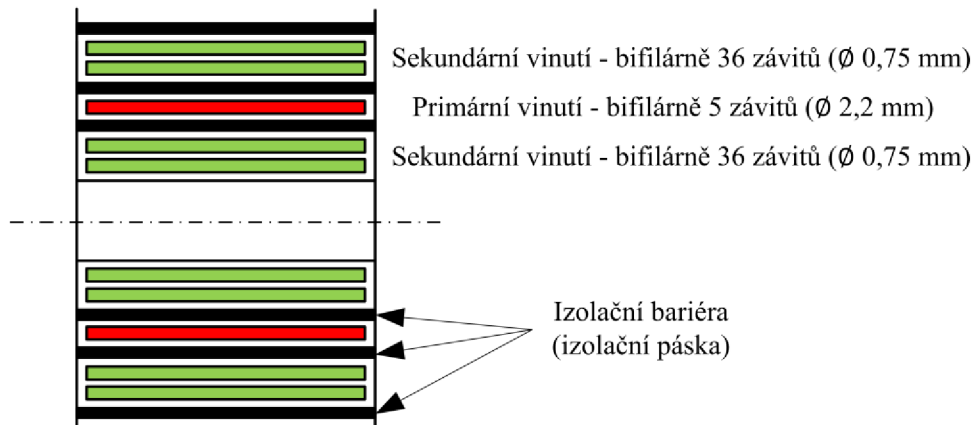 Sekundární vinutí - bifilárně 36 závitů (Ø 0,75 mm)
Primární vinutí - bifilárně 5 závitů (Ø 2,2 mm)
Sekundární vinutí - bifilárně 36 závitů (Ø 0,75 mm)
Izolační bariéra
(izolační páska)